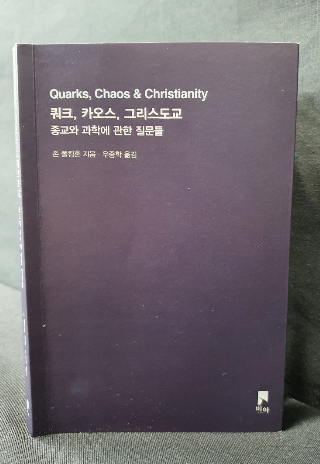 Quarks, Chaos & Christianity
쿼크, 카오스, 그리스도교
종교와 과학에 관한 질문들
존 폴킹혼 지음 · 우종학 옮김
비아